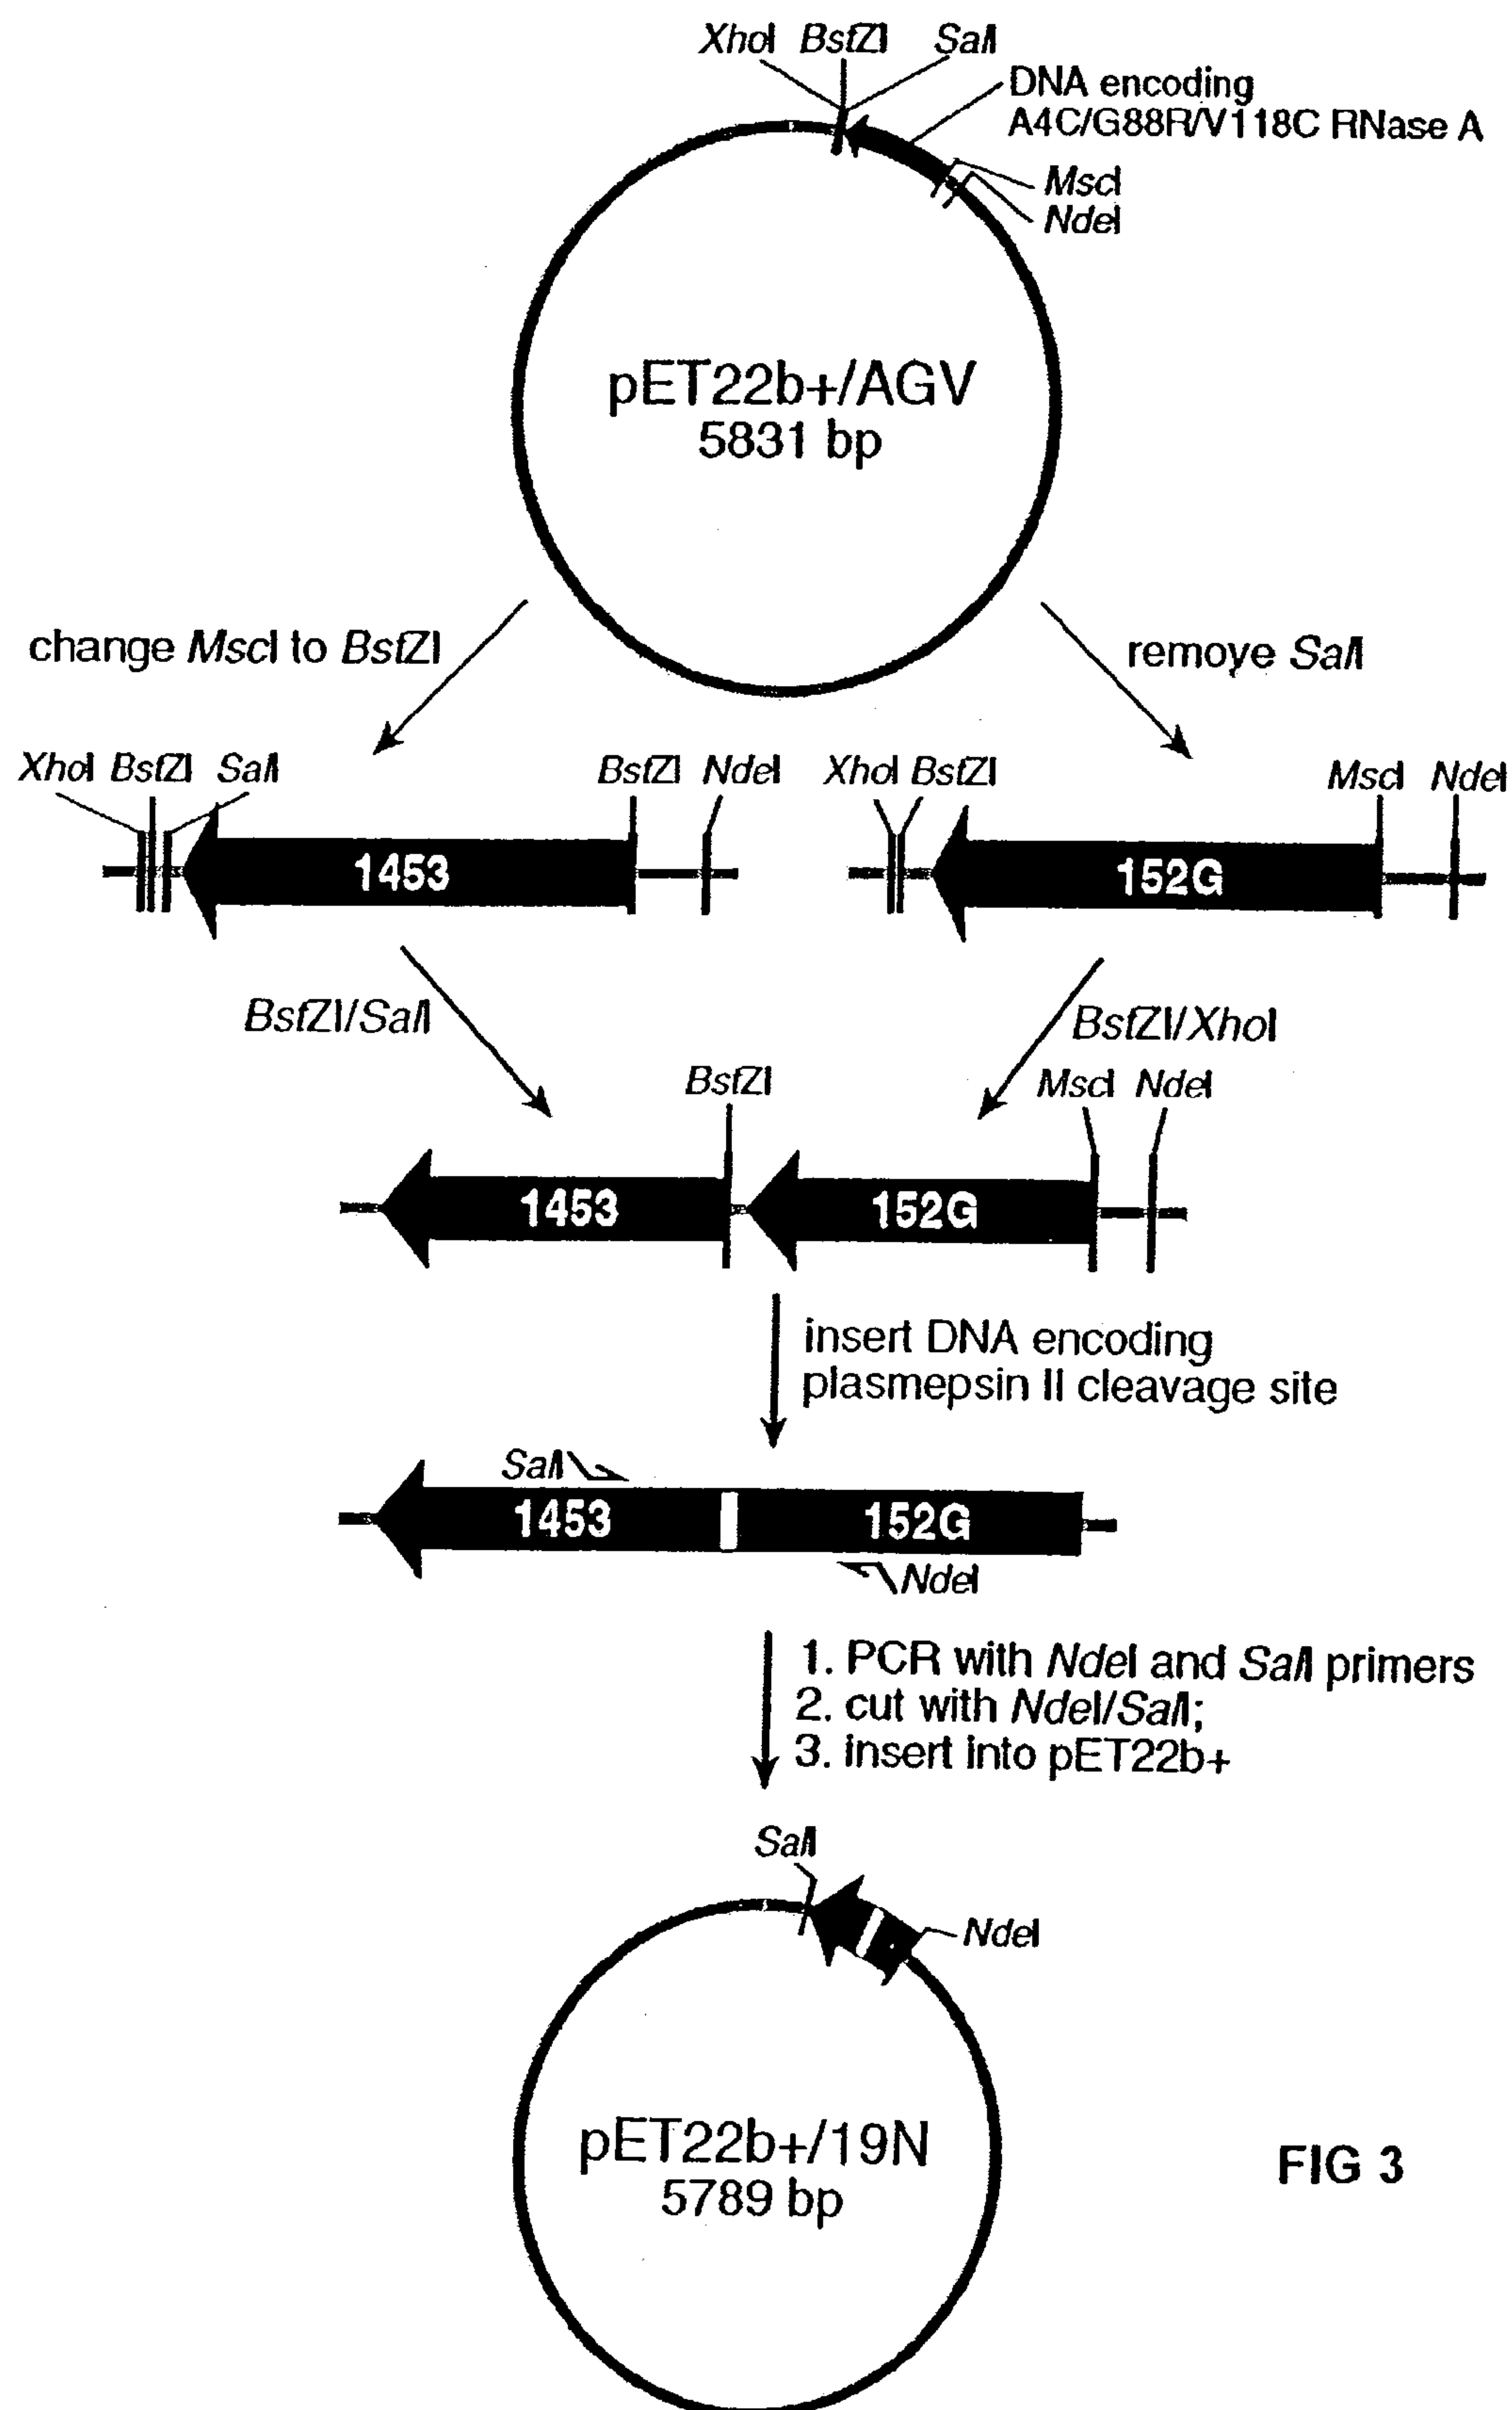 XhoI BstZI SalI
DNA encoding
A4C/G88R/V118C RNase A
MscI
NdeI
pET22b+/AGV
5831 bp
change MscI to BstZI
remove SalI
XhoI BstZI SalI
BstZI NdeI
XhoI BstZI
MscI NdeI
1453
152G
BstZI/SalI
BstZI/XhoI
BstZI
MscI NdeI
1453
152G
insert DNA encoding
plasmepsin II cleavage site
SalI
1453
152G
NdeI
1. PCR with NdeI and SalI primers
2. cut with NdeI/SalI;
3. insert into pET22b+
SalI
NdeI
pET22b+/19N
5789 bp
FIG 3